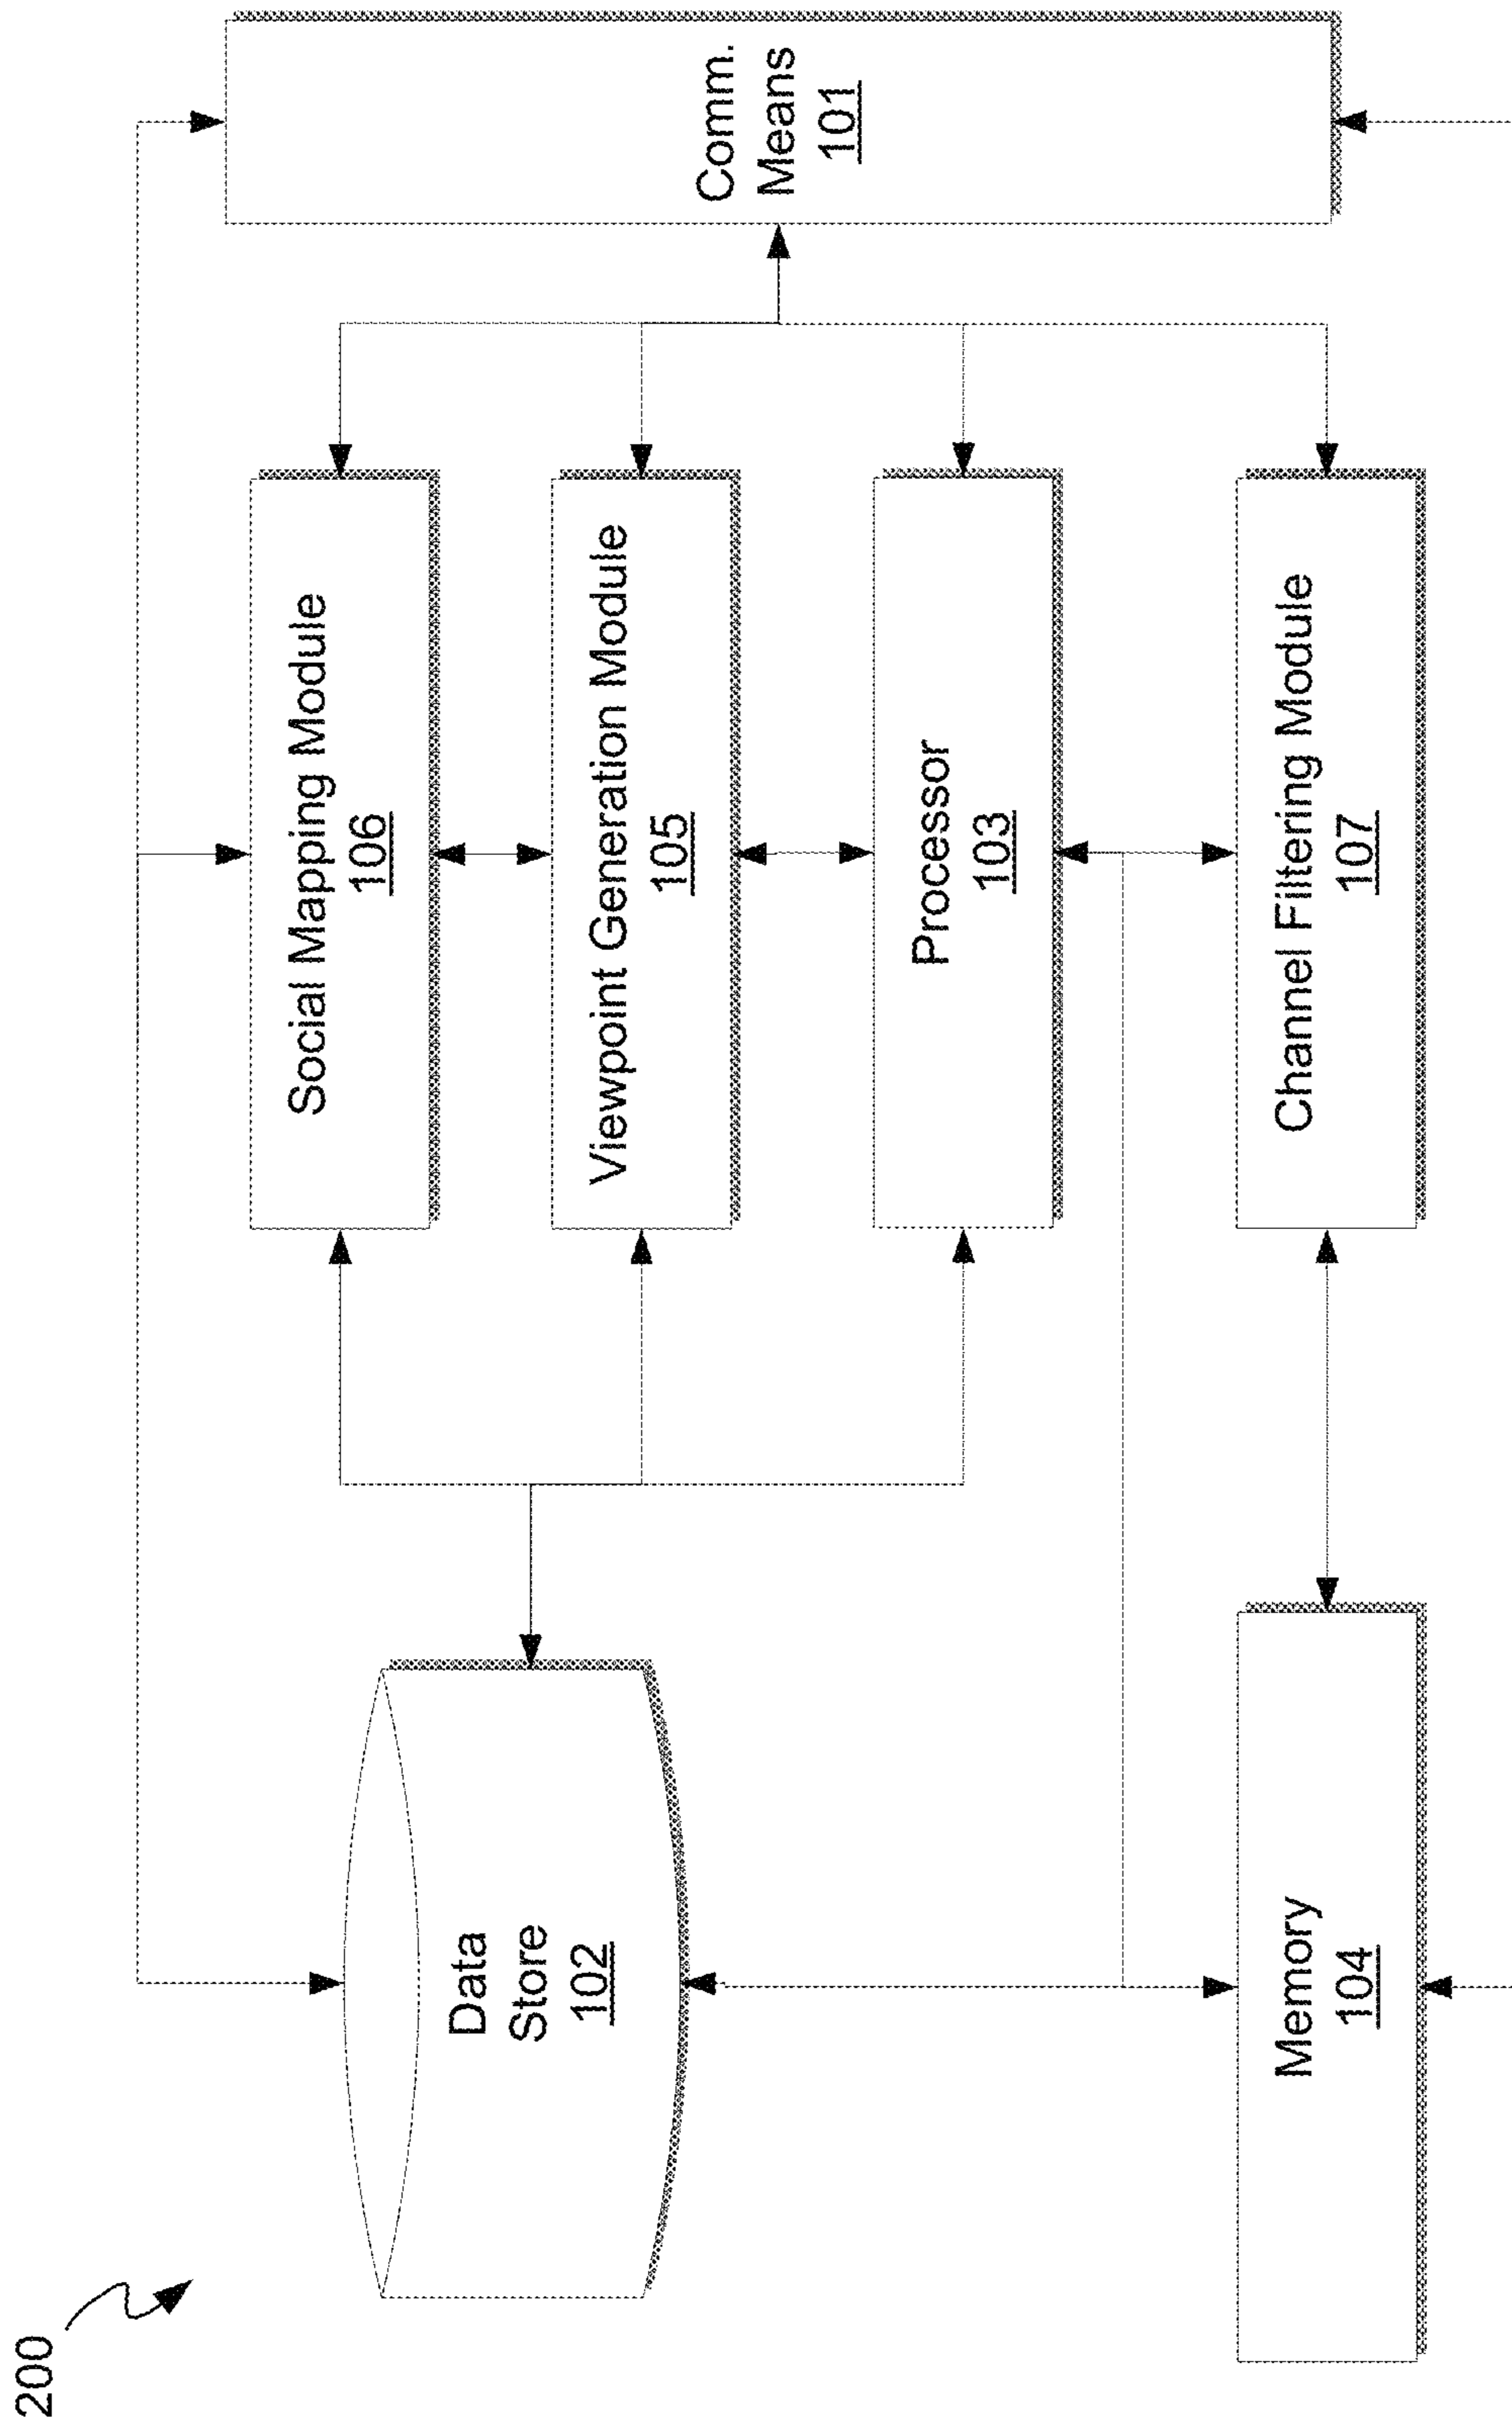 200
Data
Store
102
Memory
104
Social Mapping Module
106
Viewpoint Generation Module
105
Processor
103
Channel Filtering Module
107
Comm.
Means
101